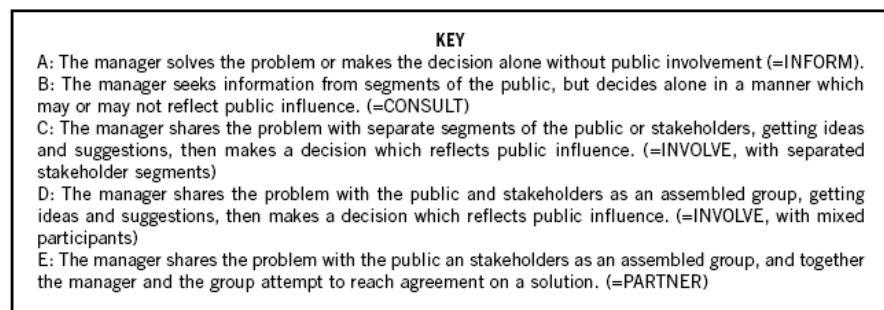 KEY
A: The manager solves the problem or makes the decision alone without public involvement (=INFORM).
B: The manager seeks information from segments of the public, but decides alone in a manner which
may or may not reflect public influence. (=CONSULT)
C: The manager shares the problem with separate segments of the public or stakeholders, getting ideas
and suggestions, then makes a decision which reflects public influence. (=INVOLVE, with separated
stakeholder segments)
D: The manager shares the problem with the public and stakeholders as an assembled group, getting
ideas and suggestions, then makes a decision which reflects public influence. (=INVOLVE, with mixed
participants)
E: The manager shares the problem with the public an stakeholders as an assembled group, and together
the manager and the group attempt to reach agreement on a solution. (=PARTNER)